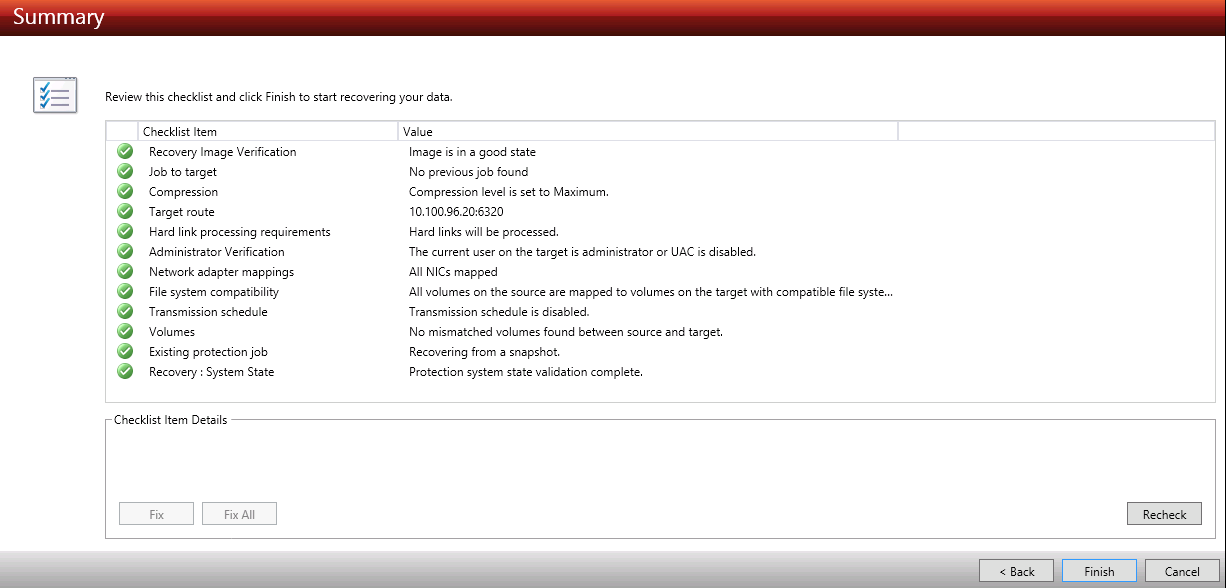 Summary
Review this checklist and click Finish to start recovering your data.
Checklist Item Value
Recovery Image Verification Image is in a good state
Job to target No previous job found
Compression Compression level is set to Maximum.
Target route 10.100.96.20:6320
Hard link processing requirements Hard links will be processed.
Administrator Verification The current user on the target is administrator or UAC is disabled.
Network adapter mappings All NICs mapped
File system compatibility All volumes on the source are mapped to volumes on the target with compatible file syste...
Transmission schedule Transmission schedule is disabled.
Volumes No mismatched volumes found between source and target.
Existing protection job Recovering from a snapshot.
Recovery : System State Protection system state validation complete.
Checklist Item Details
Fix Fix All Recheck
< Back Finish Cancel